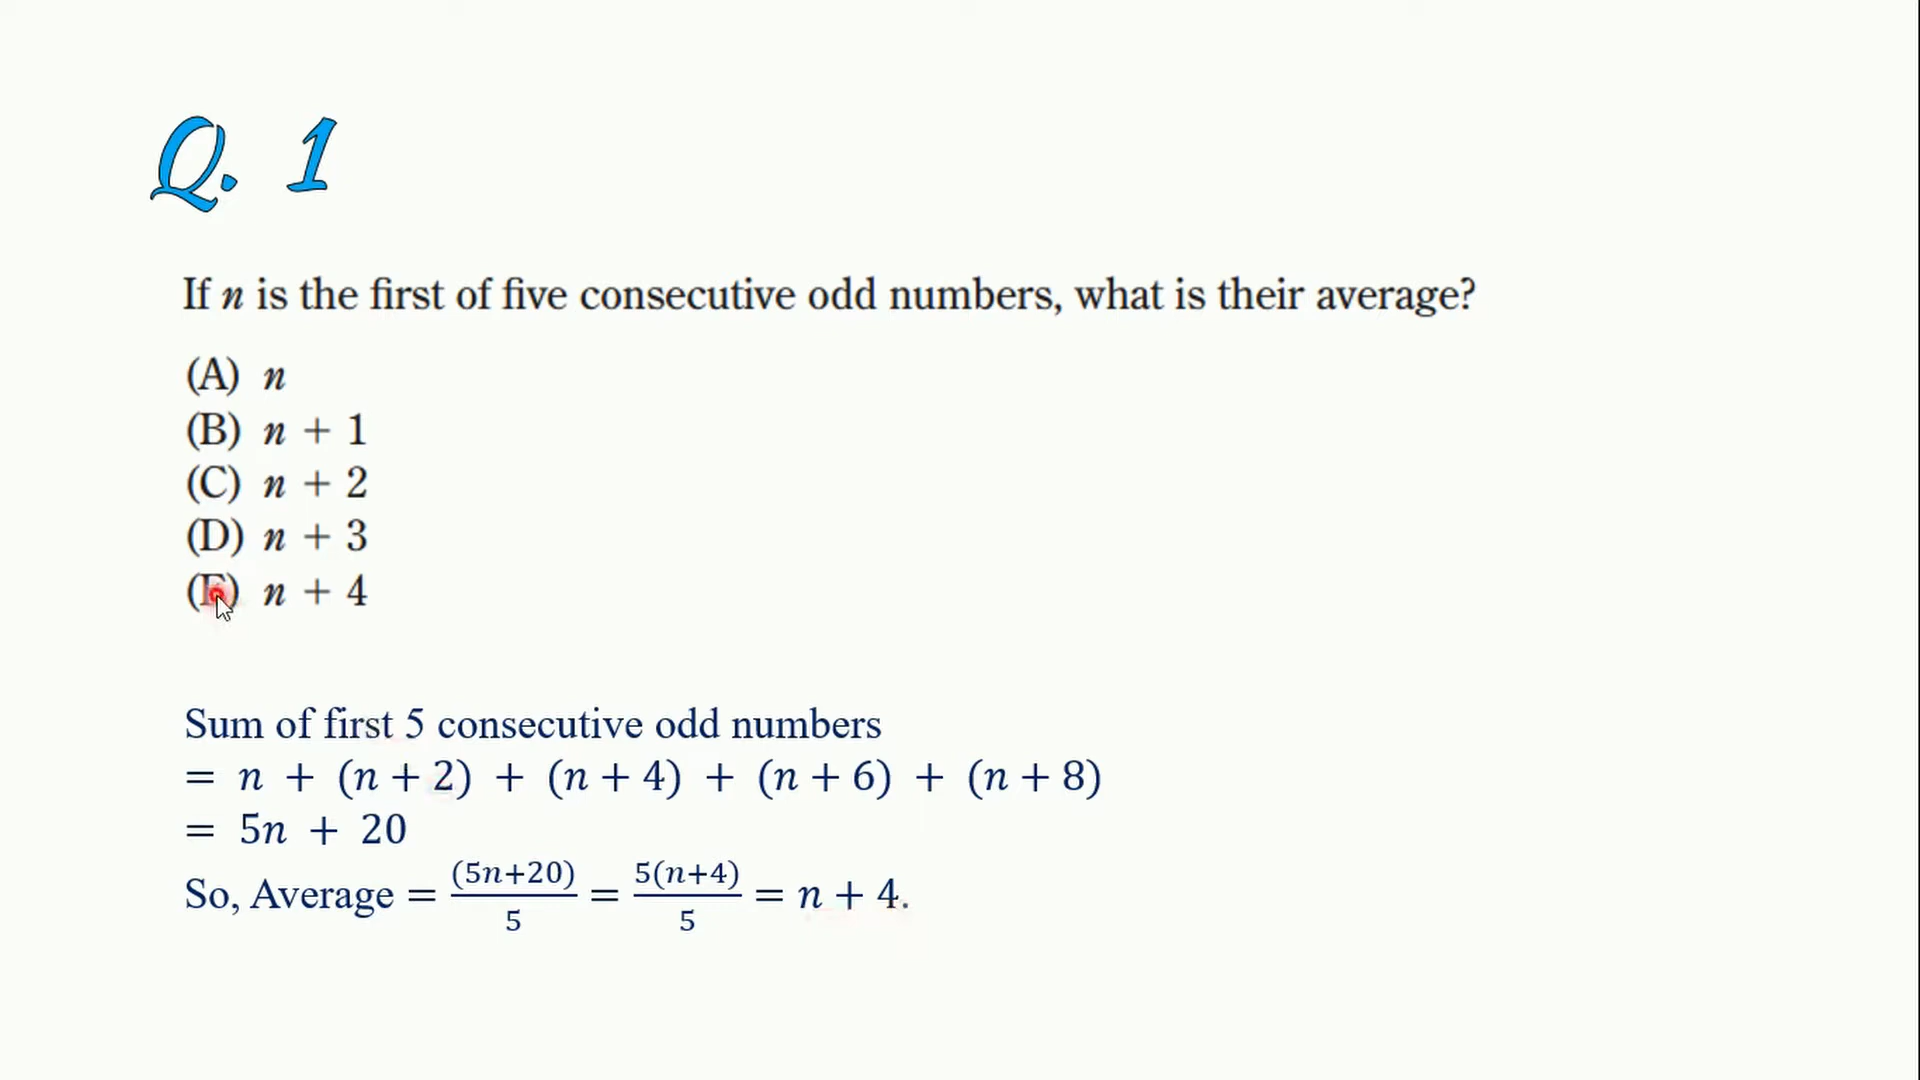 Q. 1
If n is the first of five consecutive odd numbers, what is their average?
(A) n
(B) n + 1
(C) n + 2
(D) n + 3
(E) n + 4
Sum of first 5 consecutive odd numbers
= n + (n + 2) + (n + 4) + (n + 6) + (n + 8)
= 5n + 20
So, Average = (5n+20)/5 = 5(n+4)/5 = n + 4.